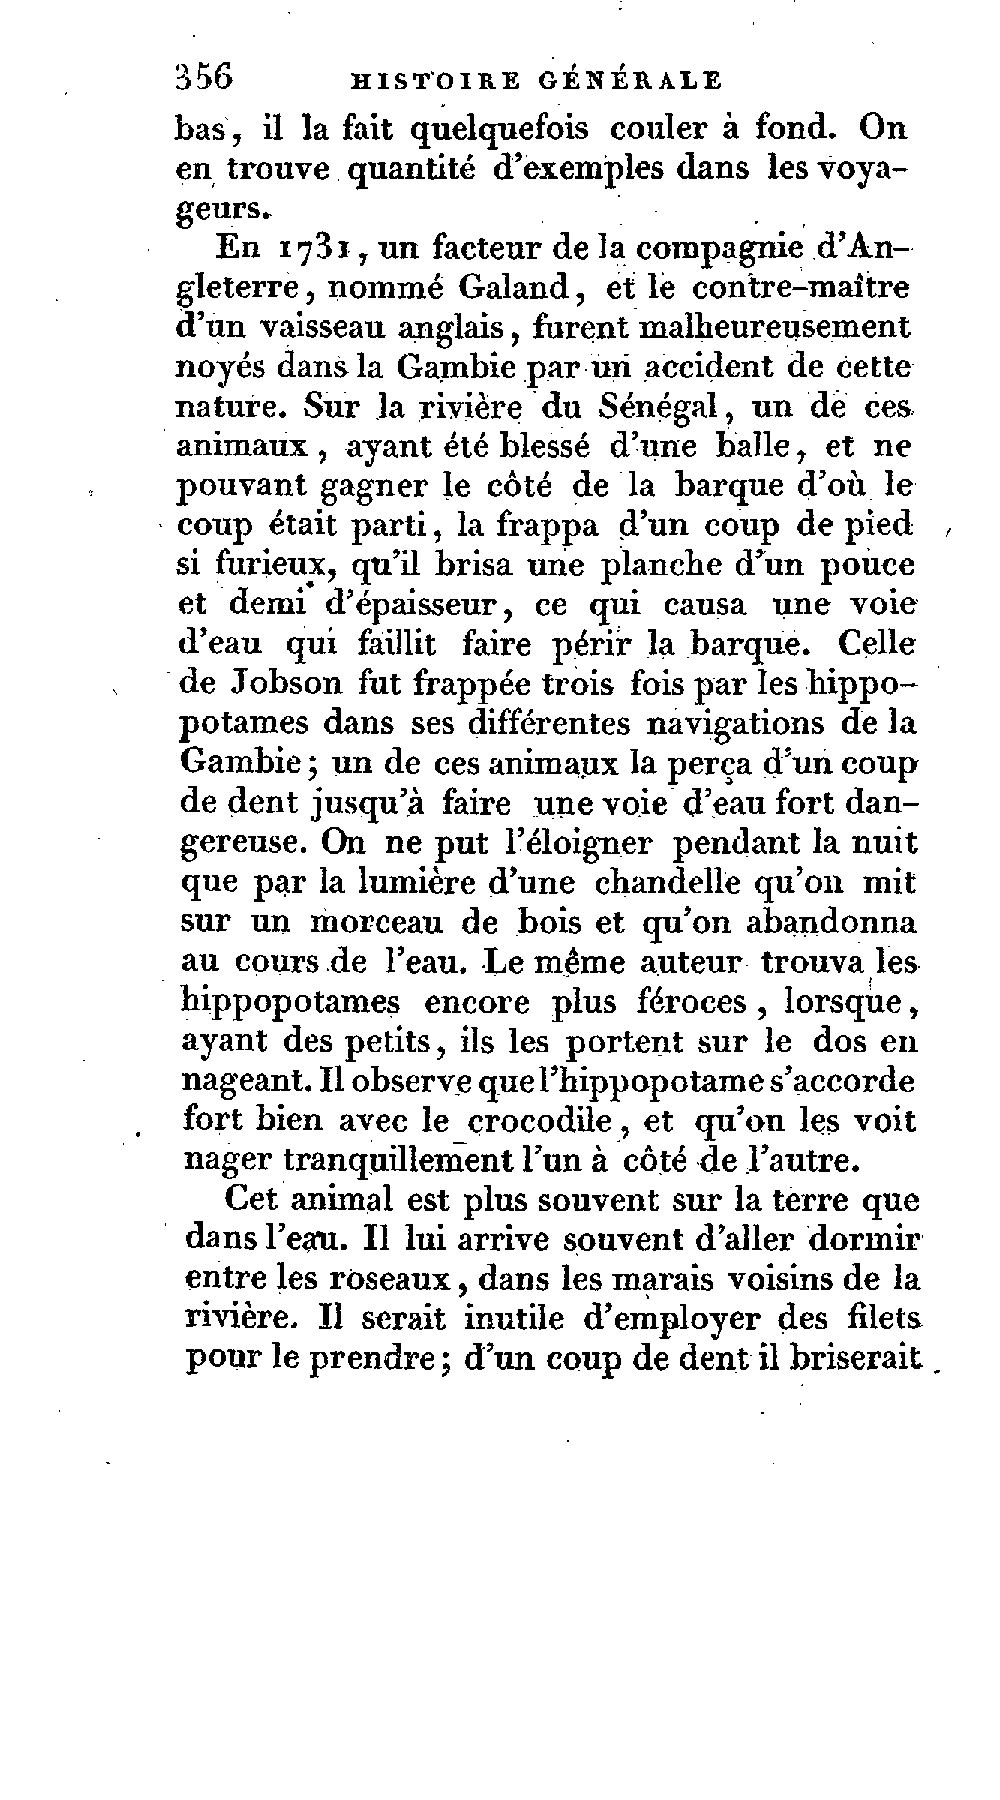 356 HISTOIRE GÉNÉRALE
bas, il la fait quelquefois couler à fond. On
en trouve quantité d'exemples dans les voya-
geurs.
En 1731, un facteur de la compagnie d'An-
gleterre, nommé Galand, et le contre-maître
d'un vaisseau anglais, furent malheureusement
noyés dans la Gambie par un accident de cette
nature. Sur la rivière du Sénégal, un de ces
animaux, ayant été blessé d'une balle, et ne
pouvant gagner le côté de la barque d'où le
coup était parti, la frappa d'un coup de pied
si furieux, qu'il brisa une planche d'un pouce
et demi d'épaisseur, ce qui causa une voie
d'eau qui faillit faire périr la barque. Celle
de Jobson fut frappée trois fois par les hippo-
potames dans ses différentes navigations de la
Gambie; un de ces animaux la perça d'un coup
de dent jusqu'à faire une voie d'eau fort dan-
gereuse. On ne put l'éloigner pendant la nuit
que par la lumière d'une chandelle qu'on mit
sur un morceau de bois et qu'on abandonna
au cours de l'eau. Le même auteur trouva les
hippopotames encore plus féroces, lorsque,
ayant des petits, ils les portent sur le dos en
nageant. Il observe que l'hippopotame s'accorde
fort bien avec le crocodile, et qu'on les voit
nager tranquillement l'un à côté de l'autre.
Cet animal est plus souvent sur la terre que
dans l'eau. Il lui arrive souvent d'aller dormir
entre les roseaux, dans les marais voisins de la
rivière. Il serait inutile d'employer des filets
pour le prendre; d'un coup de dent il briserait